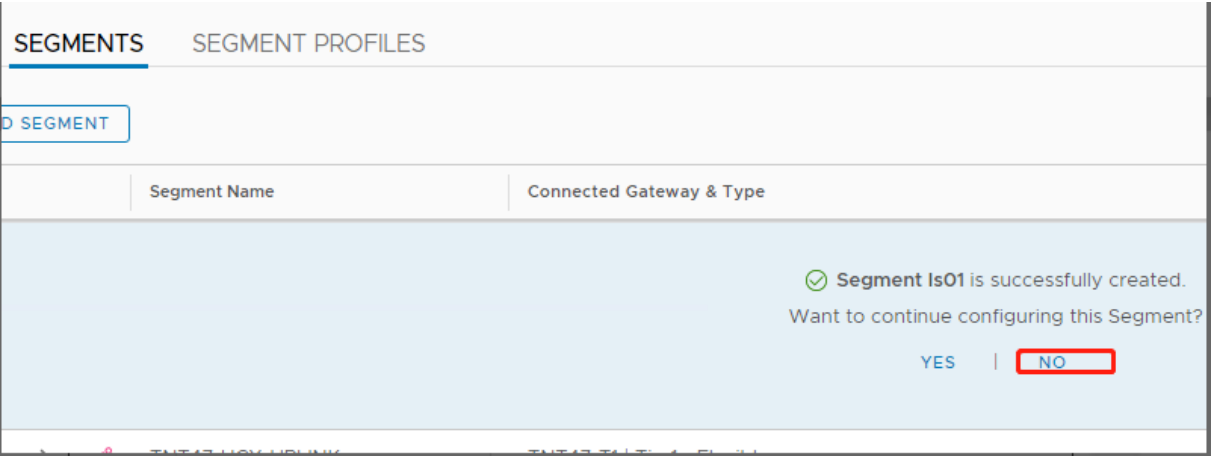 SEGMENTS SEGMENT PROFILES
D SEGMENT
Segment Name Connected Gateway & Type
Segment ls01 is successfully created.
Want to continue configuring this Segment?
YES | NO